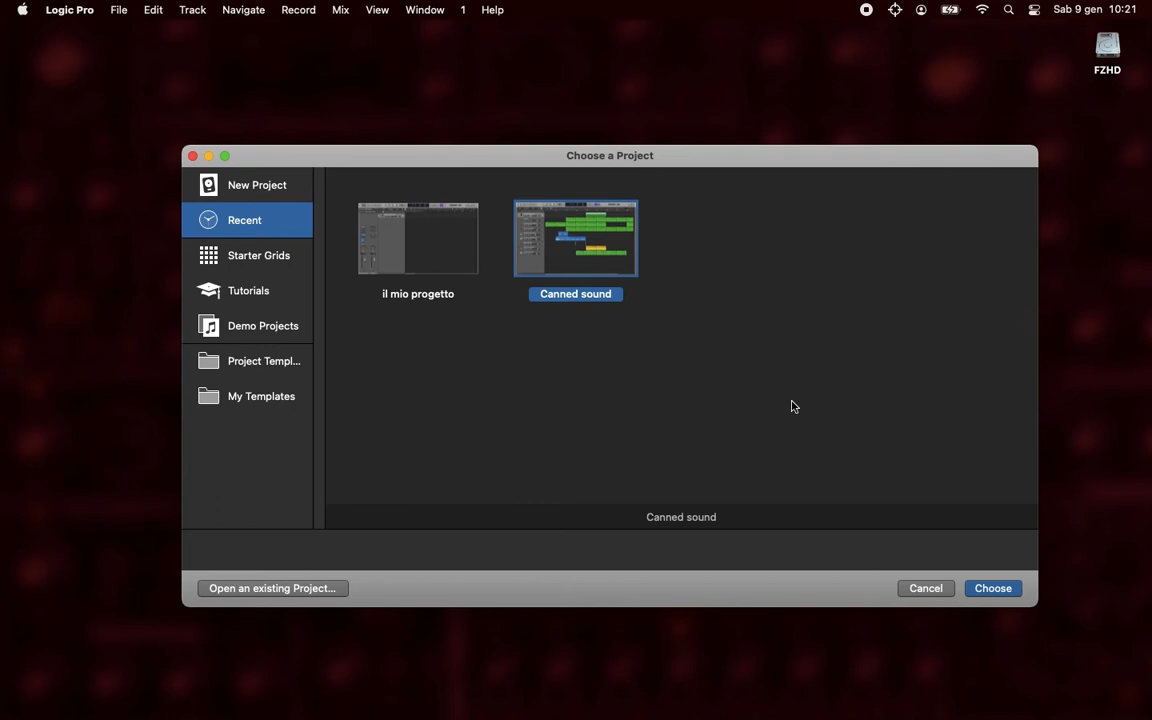 Logic Pro File Edit Track Navigate Record Mix View Window 1 Help Sab 9 gen 10:21
FZHD
Choose a Project
New Project
Recent
Starter Grids
Tutorials
Demo Projects
Project Templ...
My Templates
il mio progetto
Canned sound
Canned sound
Open an existing Project...
Cancel
Choose